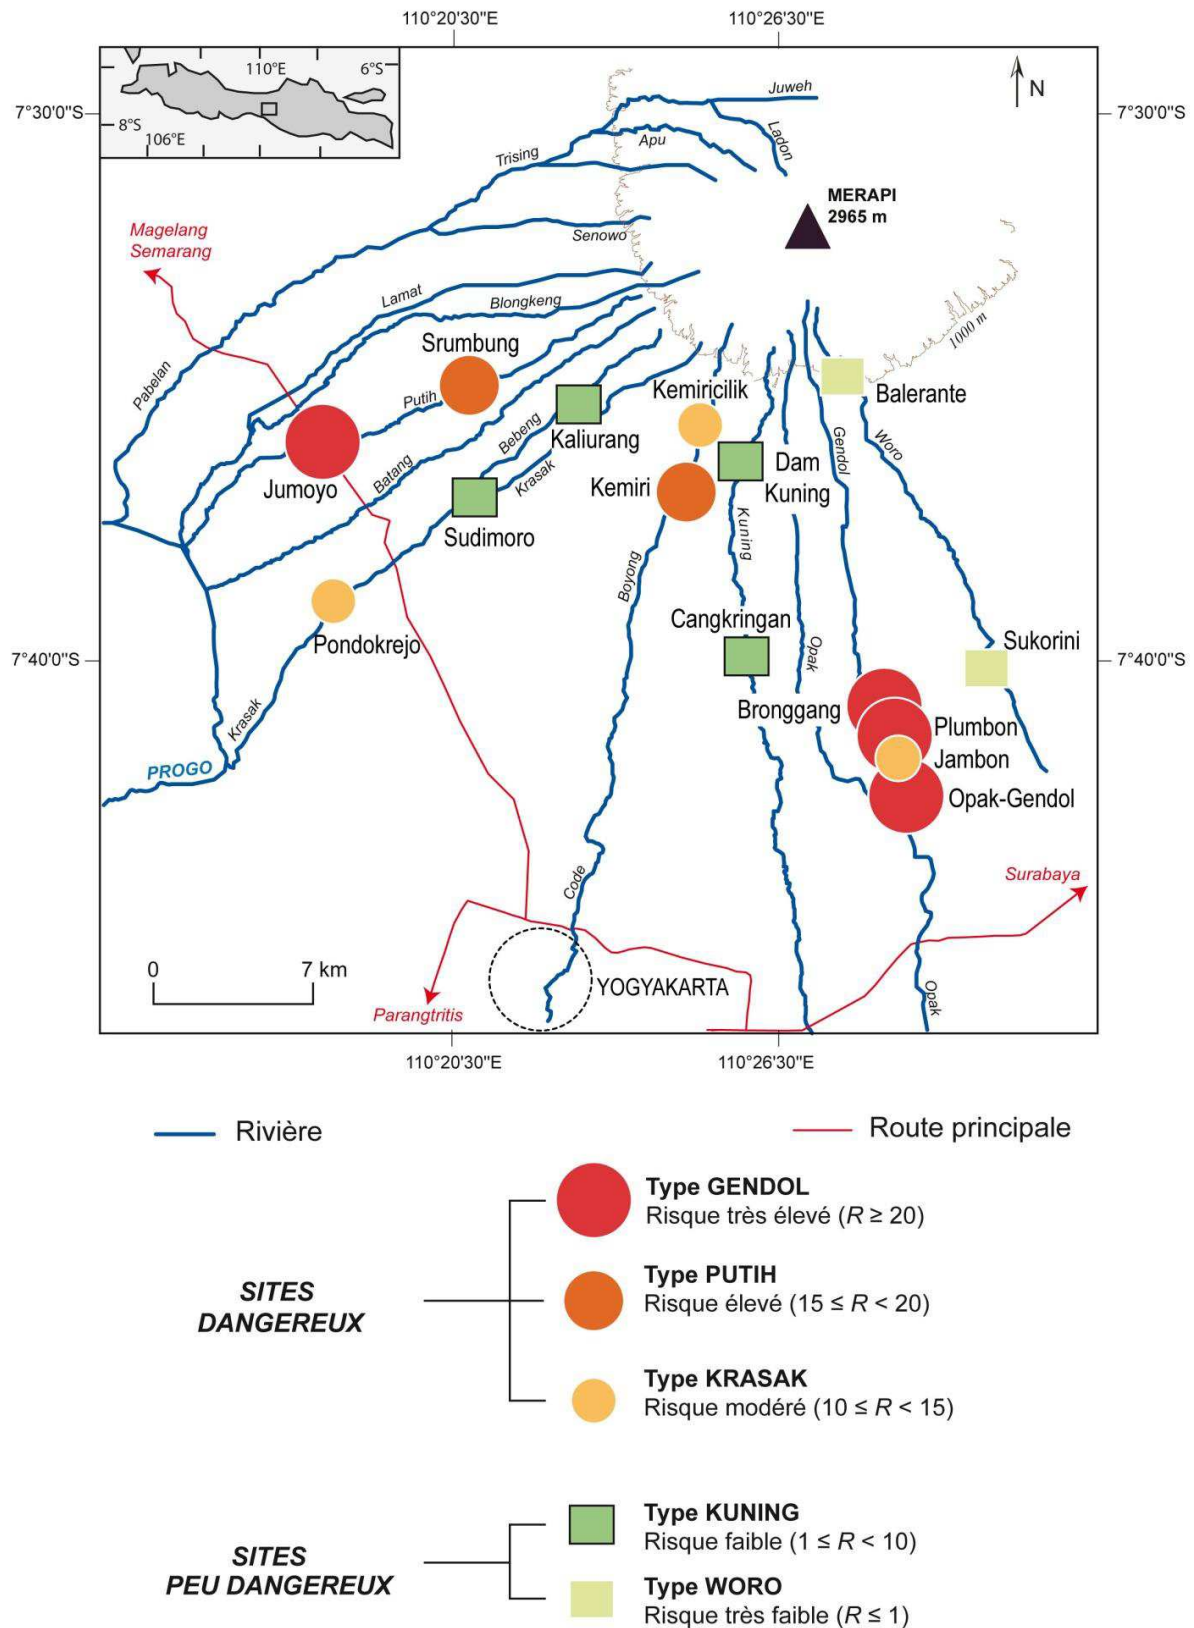 110°20'30"E
110°26'30"E
110°E
6°S
8°S
106°E
N
7°30'0"S
7°30'0"S
Juweh
Ladon
Apu
Trising
MERAPI
2965 m
Senowo
Magelang
Semarang
Lamat
Blongkeng
1000 m
Srumbung
Pabelan
Putih
Kemiricilik
Balerante
Kaliurang
Bebeng
Batang
Krasak
Jumoyo
Kemiri
Dam
Kuning
Gendol
Woro
Sudimoro
Kuning
Boyong
Cangkringan
Sukorini
Pondokrejo
7°40'0"S
7°40'0"S
Opak
Bronggang
Plumbon
Jambon
Opak-Gendol
Krasak
PROGO
Code
Surabaya
0
7 km
YOGYAKARTA
Parangtritis
Opak
110°20'30"E
110°26'30"E
Rivière
Route principale
Type GENDOL
Risque très élevé (R ≥ 20)
SITES
DANGEREUX
Type PUTIH
Risque élevé (15 ≤ R < 20)
Type KRASAK
Risque modéré (10 ≤ R < 15)
Type KUNING
Risque faible (1 ≤ R < 10)
SITES
PEU DANGEREUX
Type WORO
Risque très faible (R ≤ 1)